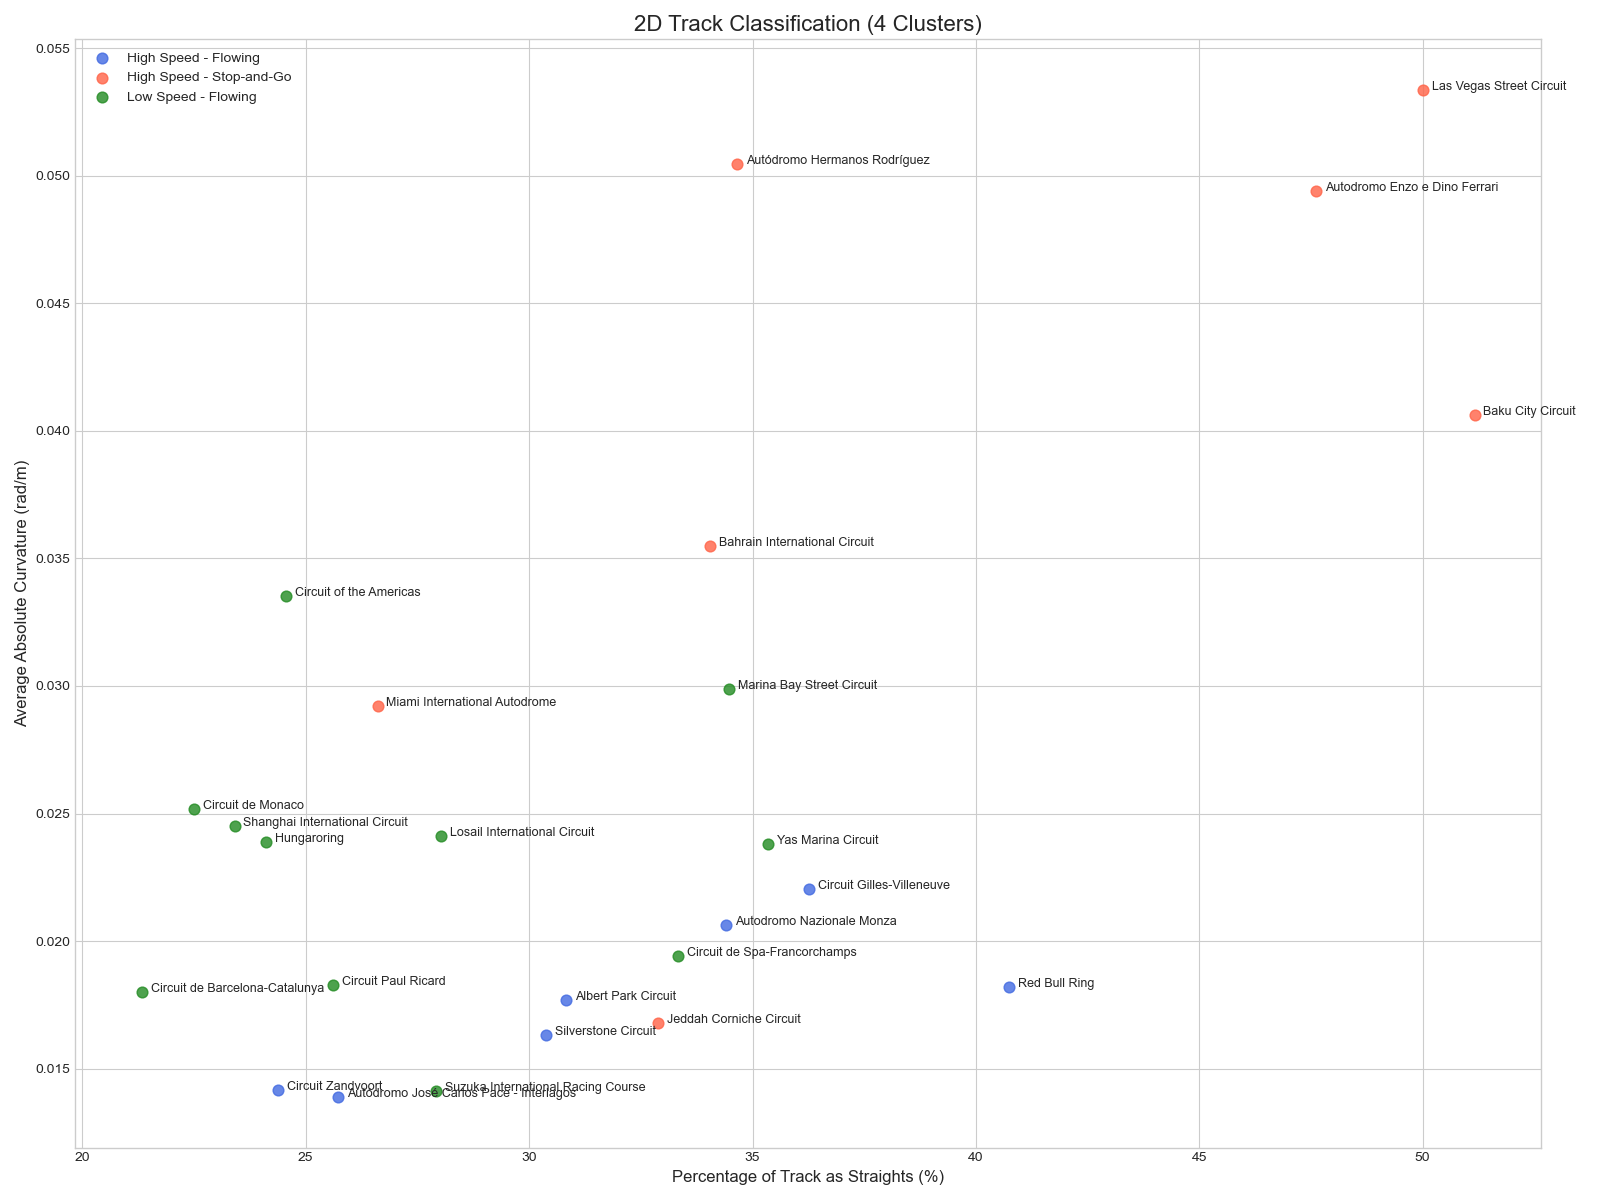 2D Track Classification (4 Clusters)
0.055
High Speed - Flowing
High Speed - Stop-and-Go
Low Speed - Flowing
Las Vegas Street Circuit
Autódromo Hermanos Rodríguez
0.050
Autodromo Enzo e Dino Ferrari
0.045
Baku City Circuit
0.040
Average Absolute Curvature (rad/m)
Bahrain International Circuit
0.035
Circuit of the Americas
Marina Bay Street Circuit
0.030
Miami International Autodrome
Circuit de Monaco
0.025
Shanghai International Circuit
Losail International Circuit
Hungaroring
Yas Marina Circuit
Circuit Gilles-Villeneuve
Autodromo Nazionale Monza
0.020
Circuit de Spa-Francorchamps
Circuit Paul Ricard
Red Bull Ring
Circuit de Barcelona-Catalunya
Albert Park Circuit
Jeddah Corniche Circuit
Silverstone Circuit
0.015
Circuit Zandvoort
Suzuka International Racing Course
Autódromo José Carlos Pace - Interlagos
20
25
30
35
40
45
50
Percentage of Track as Straights (%)